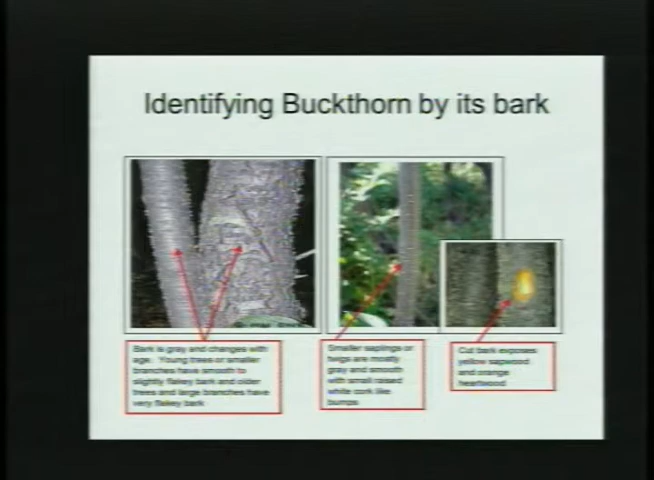 Identifying Buckthorn by its bark
Bark is gray and changes with
age. Young trees or smaller
branches have smooth to
slightly flakey bark and older
trees and large branches have
very flakey bark
Smaller saplings or
twigs are mostly
gray and smooth
with small raised
white cork like
bumps
Cut bark exposes
yellow sapwood
and orange
heartwood